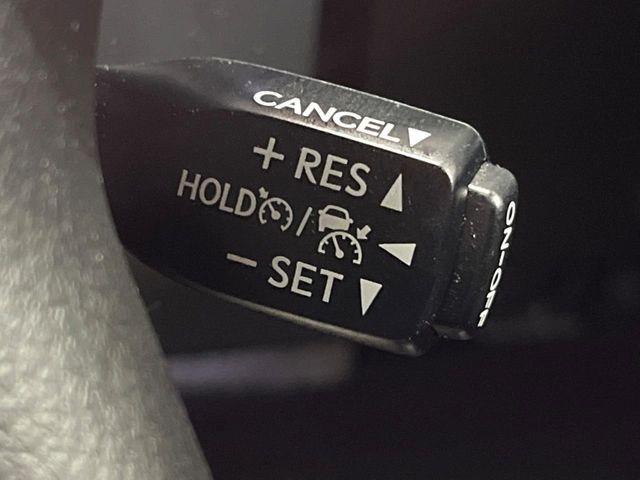 CANCEL▼
+ RES ▲
HOLD / ◀
− SET ▼
ON-OFF